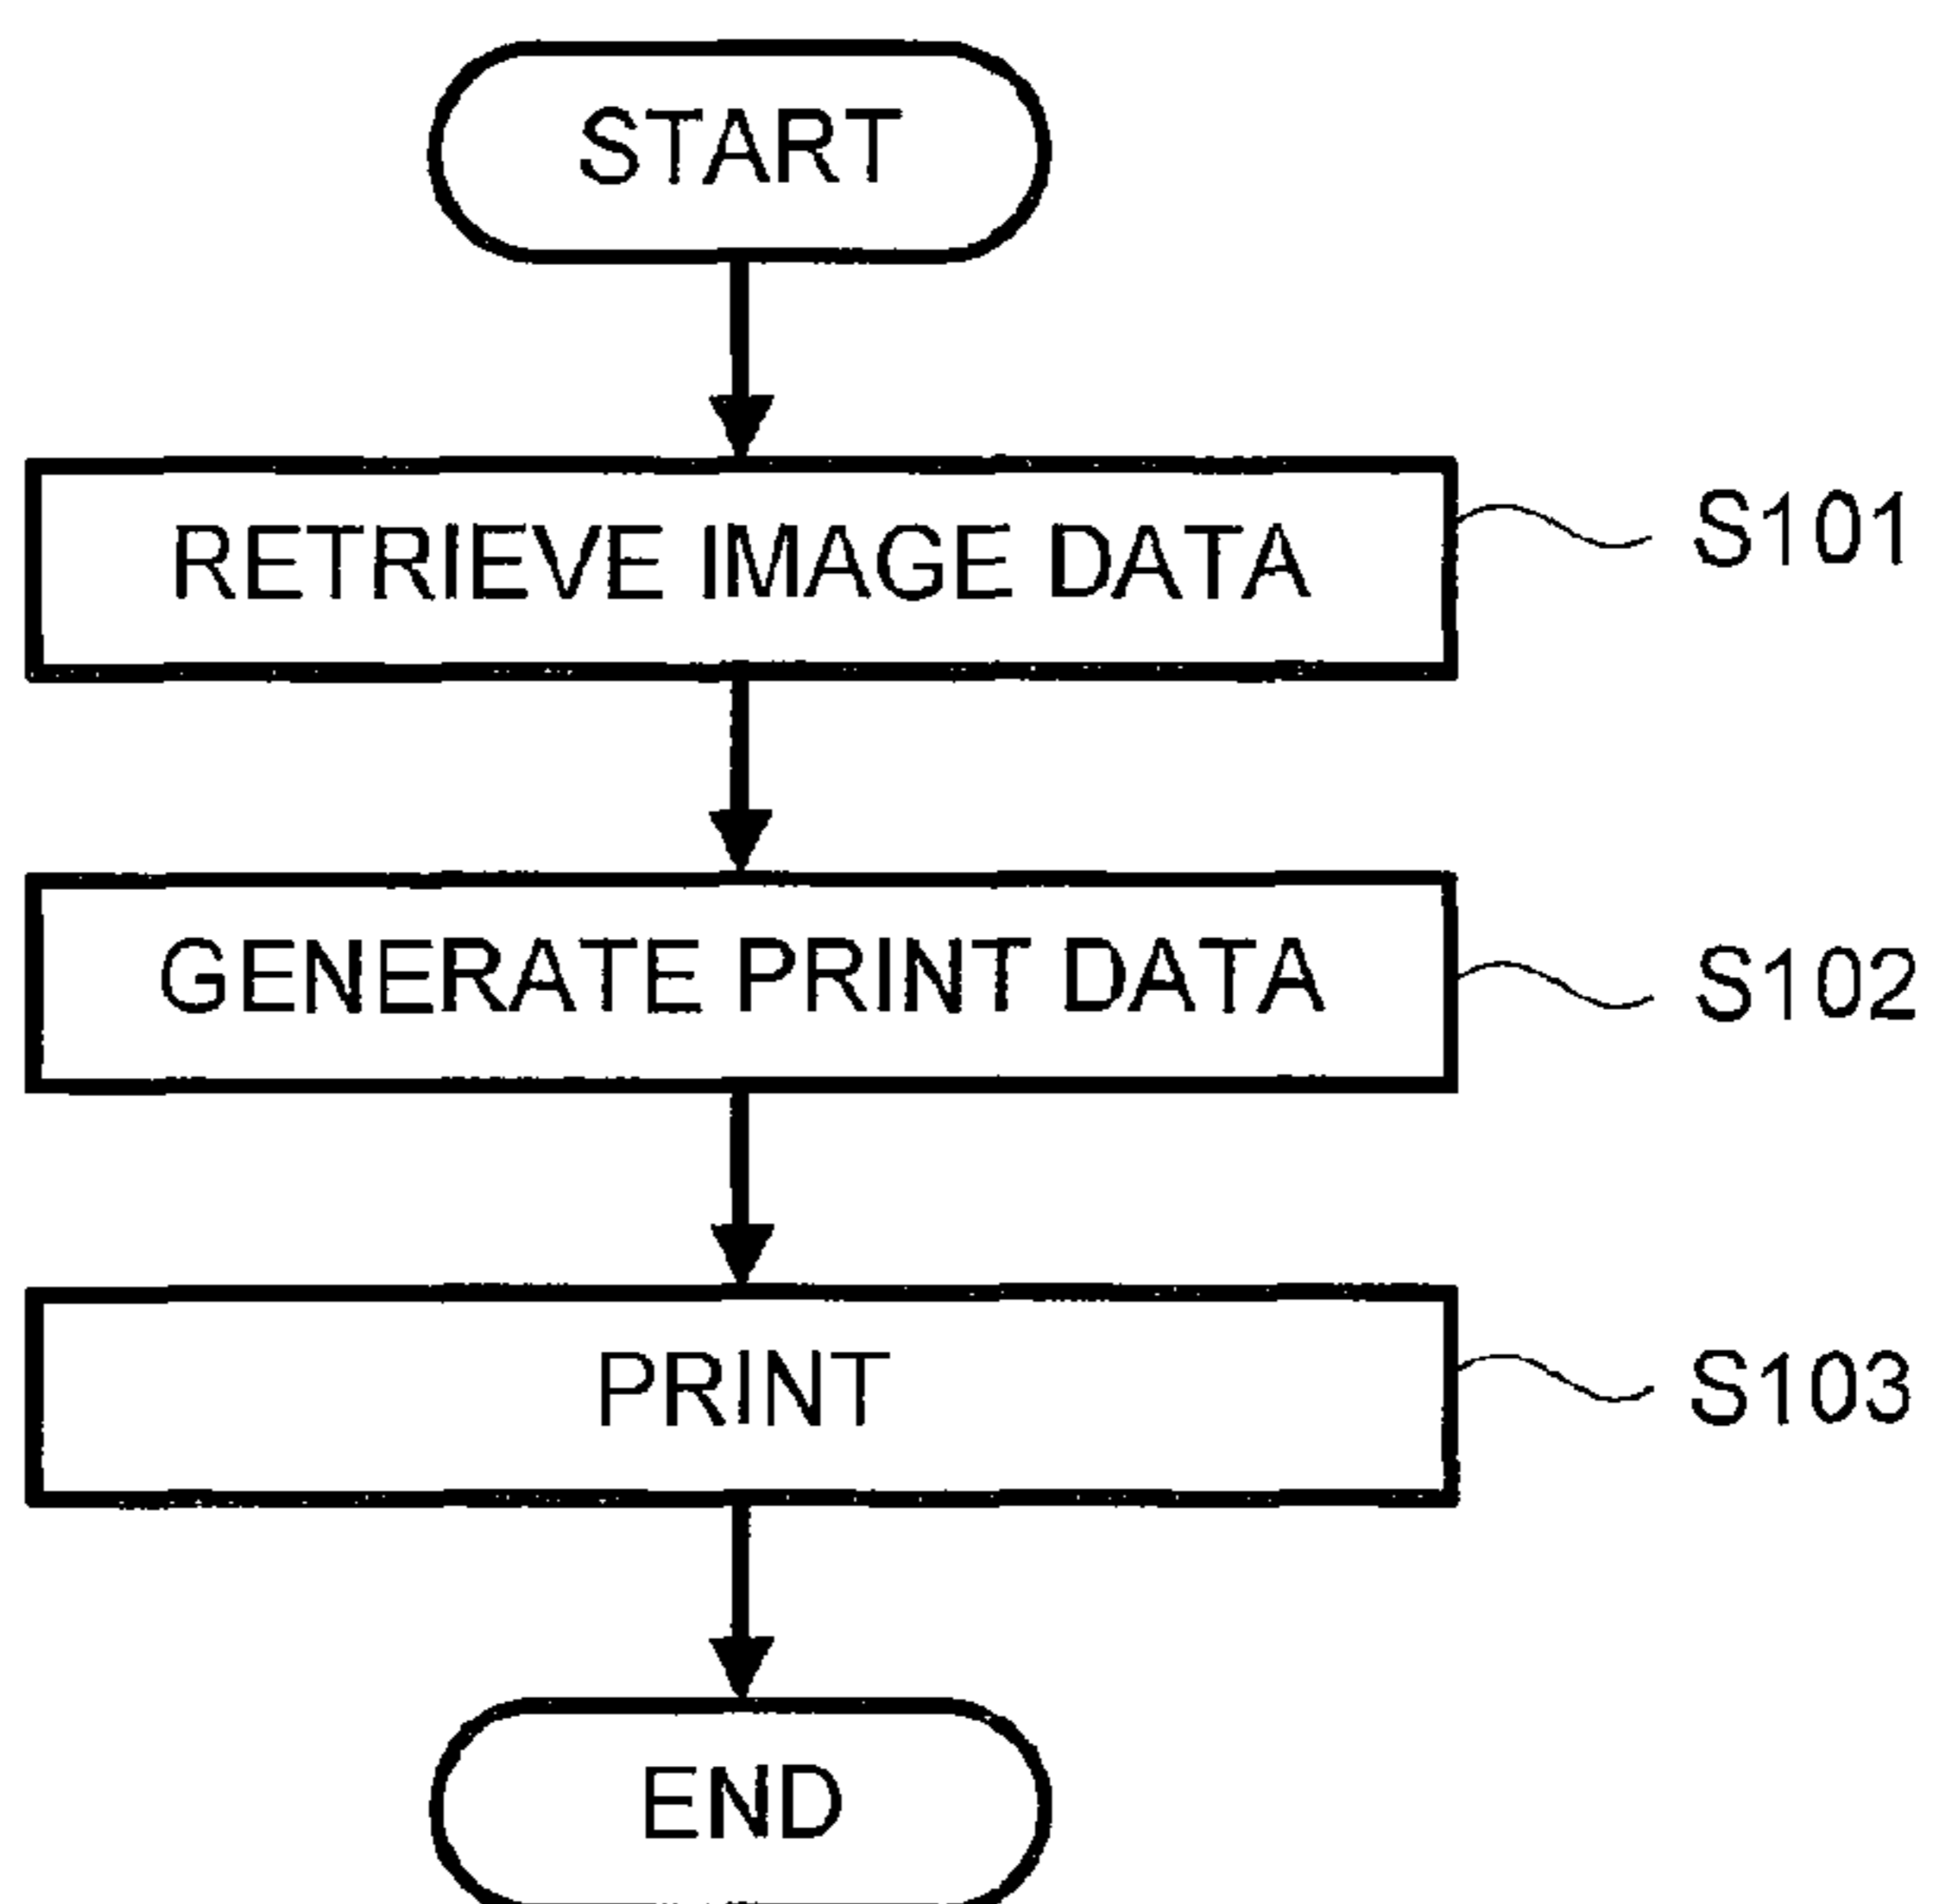 START
RETRIEVE IMAGE DATA
S101
GENERATE PRINT DATA
S102
PRINT
S103
END